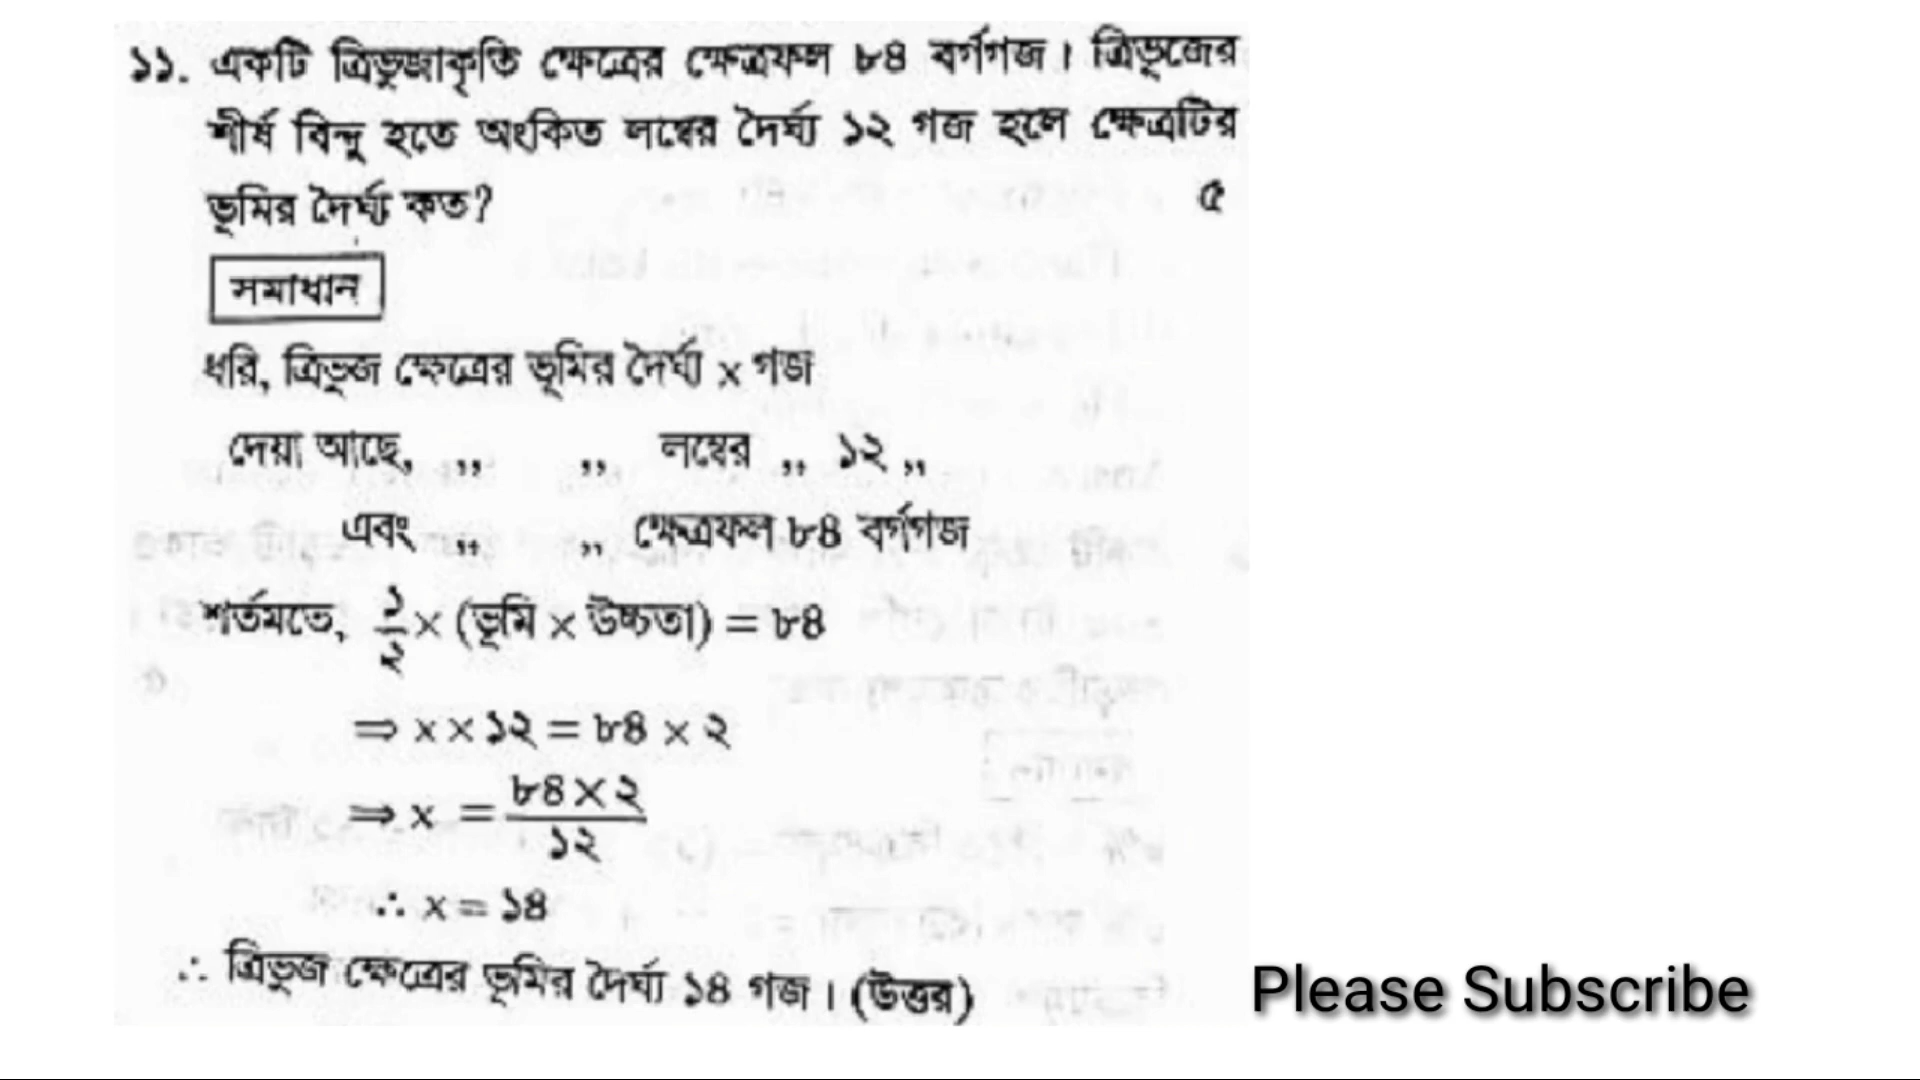 ১১. একটি ত্রিভুজাকৃতি ক্ষেত্রের ক্ষেত্রফল ৮৪ বর্গগজ। ত্রিভূজের
শীর্ষ বিন্দু হতে অংকিত লম্বের দৈর্ঘ্য ১২ গজ হলে ক্ষেত্রটির
ভূমির দৈর্ঘ্য কত? ৫
সমাধান
ধরি, ত্রিভুজ ক্ষেত্রের ভূমির দৈর্ঘ্য x গজ
দেয়া আছে, ,, ,, লম্বের ,, ১২ ,,
এবং ,, ,, ক্ষেত্রফল ৮৪ বর্গগজ
শর্তমতে, ১/২ × (ভূমি × উচ্চতা) = ৮৪
⇒ x × ১২ = ৮৪ × ২
⇒ x = ৮৪ × ২ / ১২
∴ x = ১৪
∴ ত্রিভুজ ক্ষেত্রের ভূমির দৈর্ঘ্য ১৪ গজ। (উত্তর)
Please Subscribe